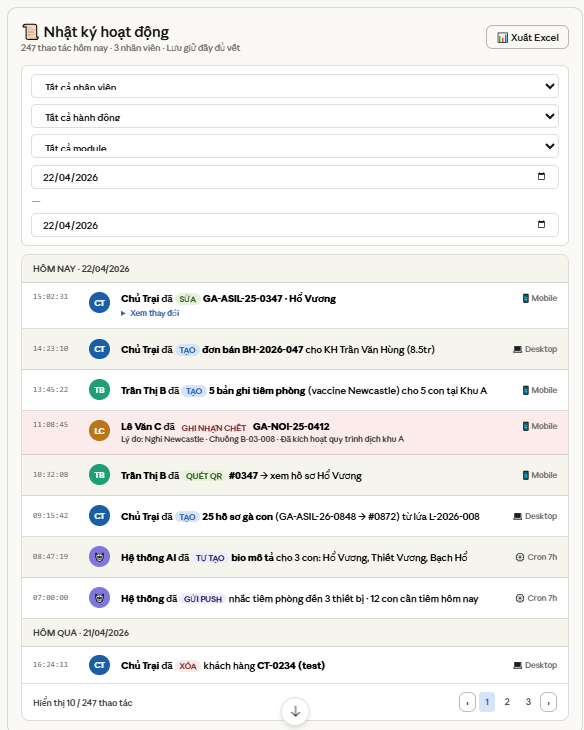 📜 Nhật ký hoạt động
247 thao tác hôm nay · 3 nhân viên · Lưu giữ đầy đủ vết
📊 Xuất Excel
Tất cả nhân viên
Tất cả hành động
Tất cả module
22/04/2026
—
22/04/2026
HÔM NAY · 22/04/2026
15:02:31 CT Chủ Trại đã SỬA GA-ASIL-25-0347 · Hổ Vương 📱 Mobile
▶ Xem thay đổi
14:23:10 CT Chủ Trại đã TẠO đơn bán BH-2026-047 cho KH Trần Văn Hùng (8.5tr) 💻 Desktop
13:45:22 TB Trần Thị B đã TẠO 5 bản ghi tiêm phòng (vaccine Newcastle) cho 5 con tại Khu A 📱 Mobile
11:08:45 LC Lê Văn C đã GHI NHẬN CHẾT GA-NOI-25-0412 📱 Mobile
Lý do: Nghi Newcastle · Chuồng B-03-008 · Đã kích hoạt quy trình dịch khu A
10:32:08 TB Trần Thị B đã QUÉT QR #0347 → xem hồ sơ Hổ Vương 📱 Mobile
09:15:42 CT Chủ Trại đã TẠO 25 hồ sơ gà con (GA-ASIL-26-0848 → #0872) từ lứa L-2026-008 💻 Desktop
08:47:19 Hệ thống AI đã TỰ TẠO bio mô tả cho 3 con: Hổ Vương, Thiết Vương, Bạch Hổ Cron 7h
07:00:00 Hệ thống đã GỬI PUSH nhắc tiêm phòng đến 3 thiết bị · 12 con cần tiêm hôm nay Cron 7h
HÔM QUA · 21/04/2026
16:24:11 CT Chủ Trại đã XÓA khách hàng CT-0234 (test) 💻 Desktop
Hiển thị 10 / 247 thao tác ‹ 1 2 3 ›